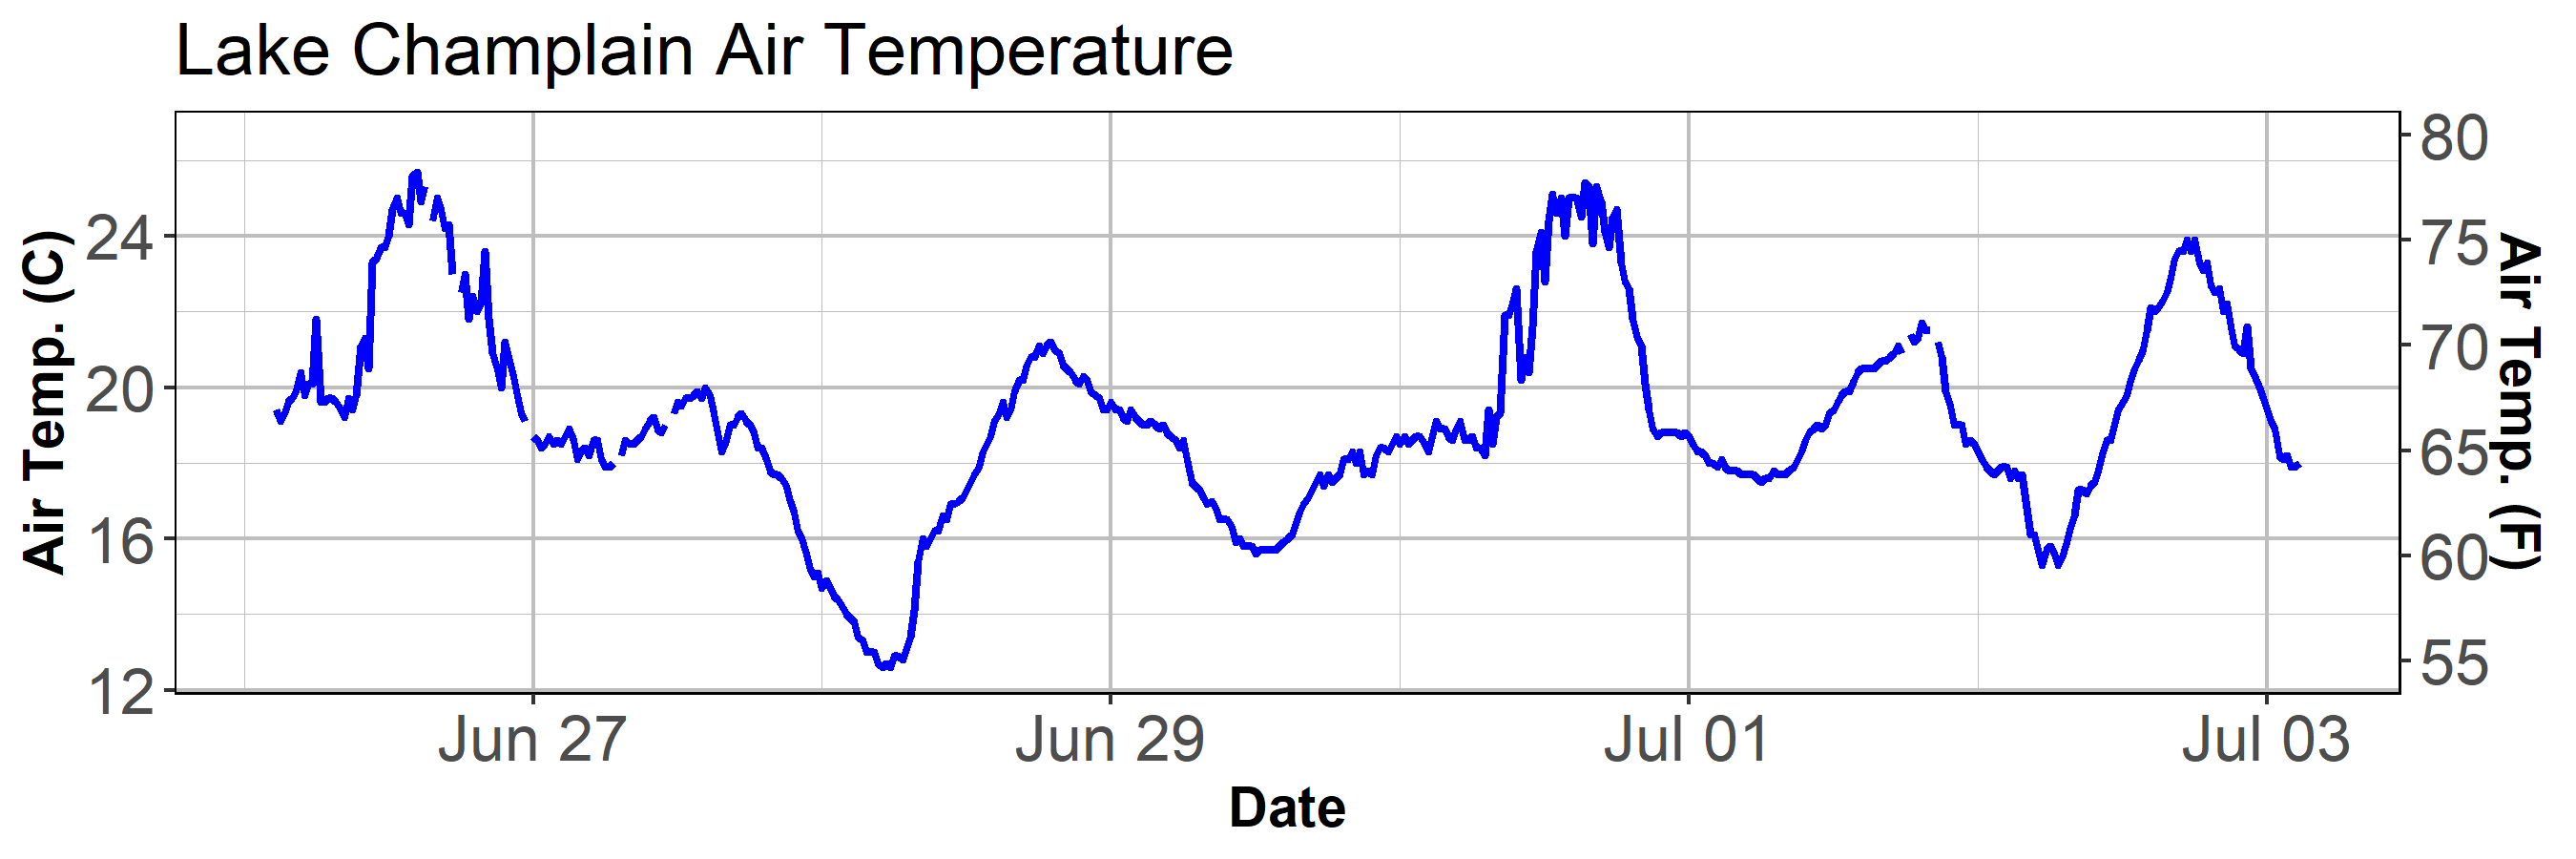 Lake Champlain Air Temperature
Air Temp. (C)
24
20
16
12
80
75
70
65
60
55
Air Temp. (F)
Jun 27
Jun 29
Jul 01
Jul 03
Date